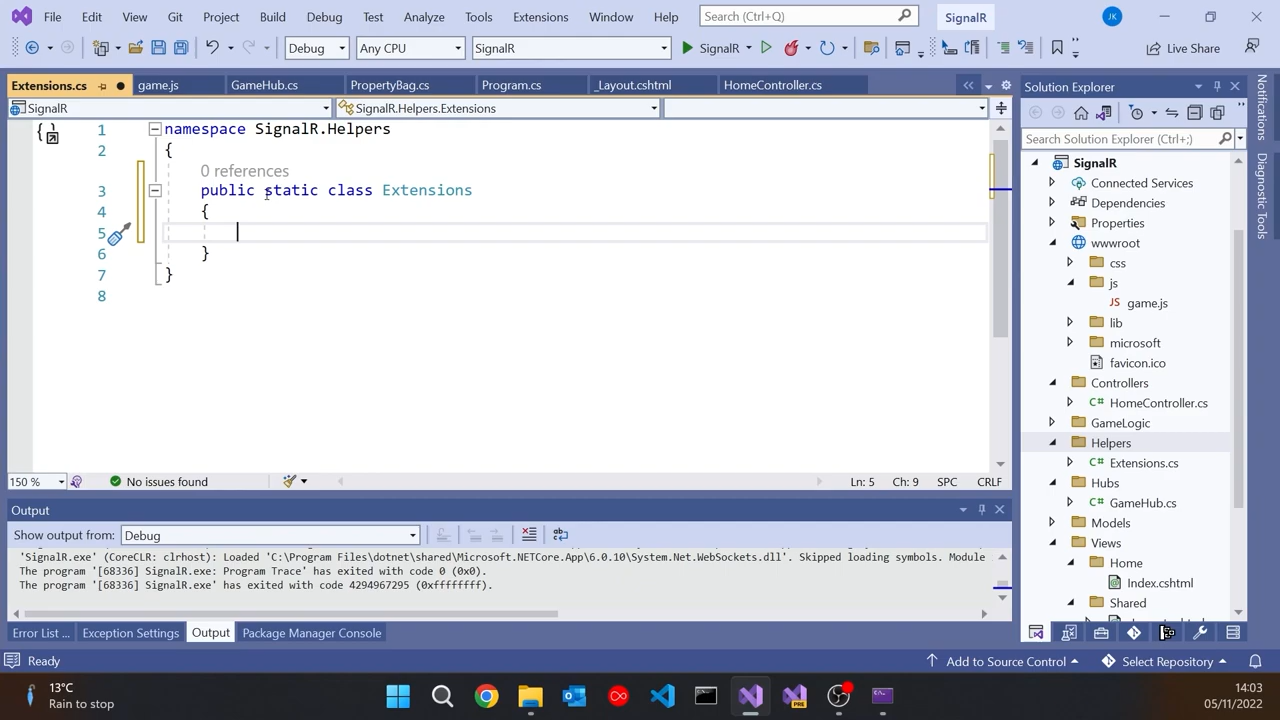 File Edit View Git Project Build Debug Test Analyze Tools Extensions Window Help Search (Ctrl+Q) SignalR JK
Debug Any CPU SignalR SignalR Live Share
Extensions.cs game.js GameHub.cs PropertyBag.cs Program.cs _Layout.cshtml HomeController.cs
SignalR SignalR.Helpers.Extensions
1 namespace SignalR.Helpers
2 {
0 references
3 public static class Extensions
4 {
5
6 }
7 }
8
150 % No issues found Ln: 5 Ch: 9 SPC CRLF
Output
Show output from: Debug
The program '[68336] SignalR.exe: Program Trace' has exited with code 0 (0x0).
'SignalR.exe' (CoreCLR: clrhost): Loaded 'C:\Program Files\dotnet\shared\Microsoft.NETCore.App\6.0.10\System.Net.WebSockets.dll'. Skipped loading symbols. Module
The program '[68336] SignalR.exe' has exited with code 4294967295 (0xffffffff).
Error List ... Exception Settings Output Package Manager Console
Solution Explorer
Search Solution Explorer (Ctrl+;)
SignalR
Connected Services
Dependencies
Properties
wwwroot
css
js
JS game.js
lib
microsoft
favicon.ico
Controllers
C# HomeController.cs
GameLogic
Helpers
C# Extensions.cs
Hubs
C# GameHub.cs
Models
Views
Home
Index.cshtml
Shared
Notifications
Diagnostic Tools
Ready Add to Source Control Select Repository
13°C
Rain to stop
PRE
14:03
05/11/2022